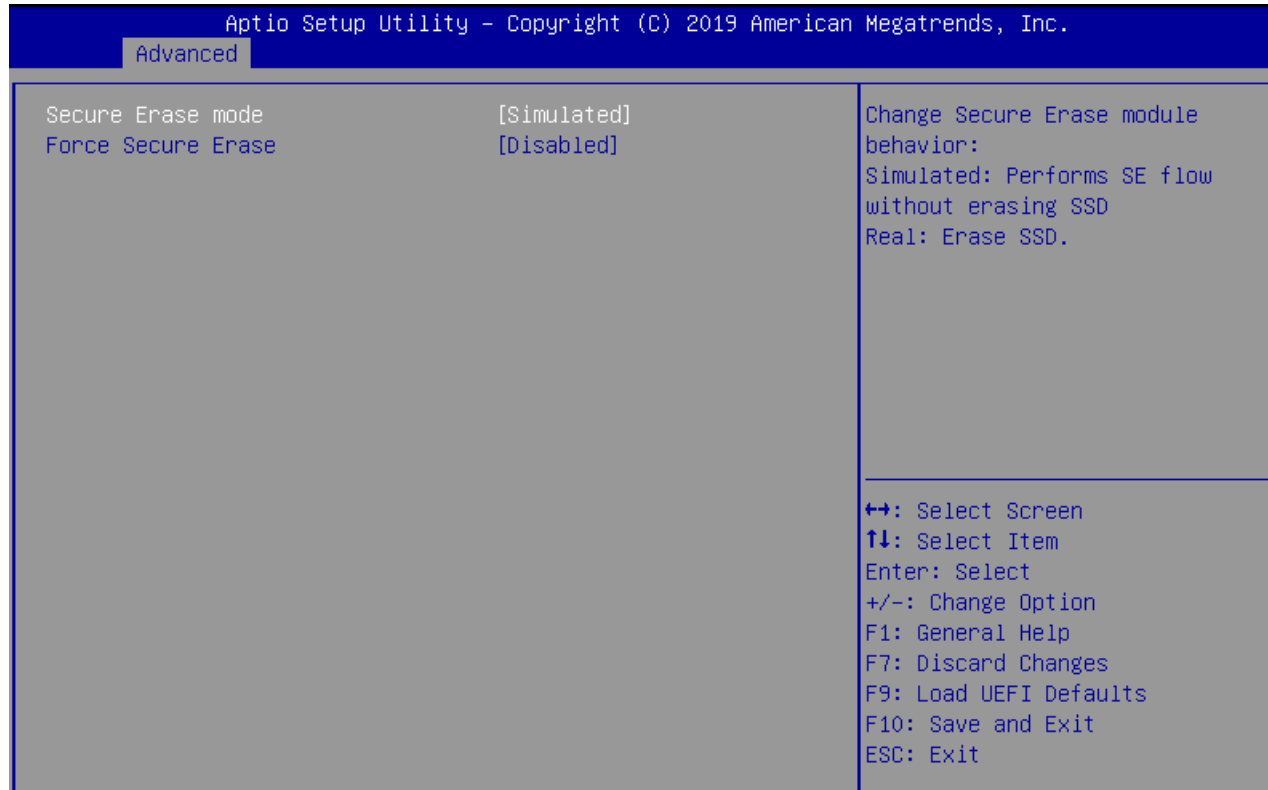 Aptio Setup Utility – Copyright (C) 2019 American Megatrends, Inc.
Advanced
Secure Erase mode [Simulated]
Force Secure Erase [Disabled]
Change Secure Erase module
behavior:
Simulated: Performs SE flow
without erasing SSD
Real: Erase SSD.
↔: Select Screen
↑↓: Select Item
Enter: Select
+/-: Change Option
F1: General Help
F7: Discard Changes
F9: Load UEFI Defaults
F10: Save and Exit
ESC: Exit